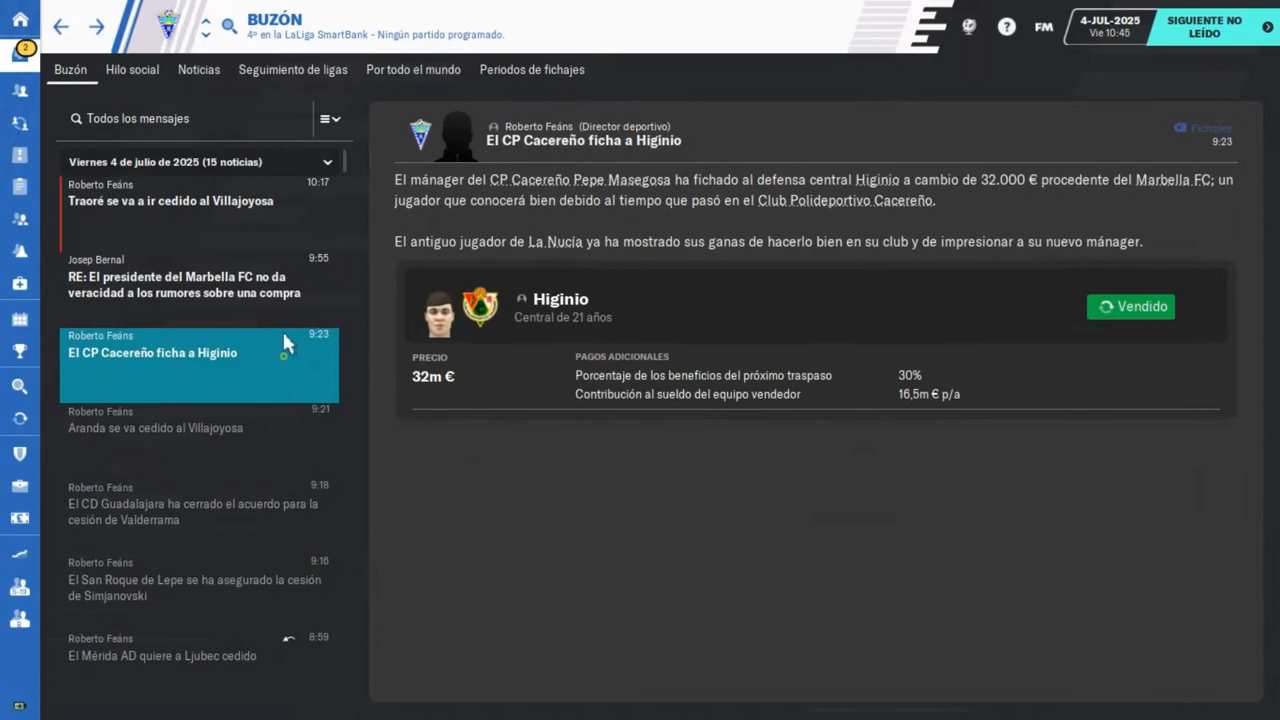 BUZÓN
4º en la LaLiga SmartBank - Ningún partido programado.
FM
4-JUL-2025
Vie 10:45
SIGUIENTE NO
LEÍDO
2
Buzón
Hilo social
Noticias
Seguimiento de ligas
Por todo el mundo
Periodos de fichajes
Todos los mensajes
Viernes 4 de julio de 2025 (15 noticias)
Roberto Feáns 10:17
Traoré se va a ir cedido al Villajoyosa
Josep Bernal 9:55
RE: El presidente del Marbella FC no da
veracidad a los rumores sobre una compra
Roberto Feáns 9:23
El CP Cacereño ficha a Higinio
Roberto Feáns 9:21
Aranda se va cedido al Villajoyosa
Roberto Feáns 9:18
El CD Guadalajara ha cerrado el acuerdo para la
cesión de Valderrama
Roberto Feáns 9:16
El San Roque de Lepe se ha asegurado la cesión
de Simjanovski
Roberto Feáns 8:59
El Mérida AD quiere a Ljubec cedido
Roberto Feáns (Director deportivo)
El CP Cacereño ficha a Higinio
Fichajes
9:23
El mánager del CP Cacereño Pepe Masegosa ha fichado al defensa central Higinio a cambio de 32.000 € procedente del Marbella FC; un
jugador que conocerá bien debido al tiempo que pasó en el Club Polideportivo Cacereño.
El antiguo jugador de La Nucía ya ha mostrado sus ganas de hacerlo bien en su club y de impresionar a su nuevo mánager.
Higinio
Central de 21 años
Vendido
PRECIO
32m €
PAGOS ADICIONALES
Porcentaje de los beneficios del próximo traspaso 30%
Contribución al sueldo del equipo vendedor 16,5m € p/a